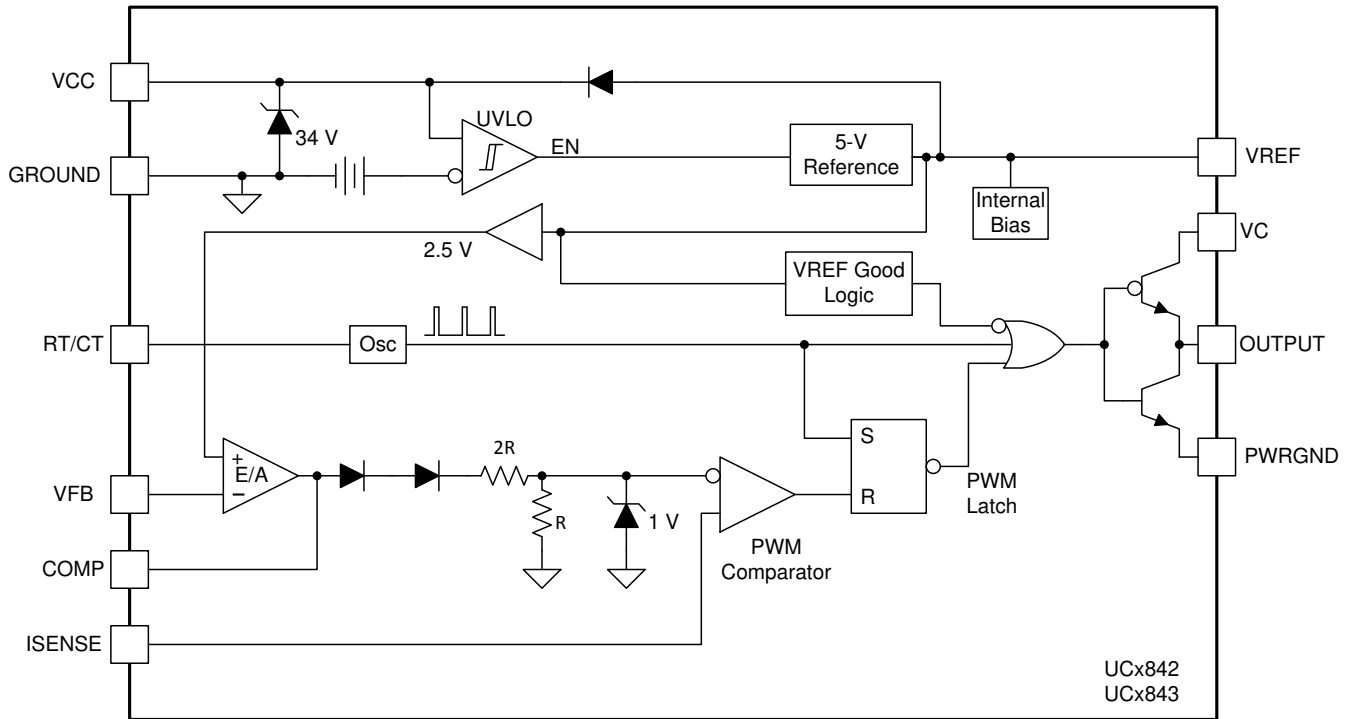 VCC
UVLO
34 V
EN
5-V
Reference
GROUND
VREF
Internal
Bias
VC
2.5 V
VREF Good
Logic
RT/CT
Osc
OUTPUT
S
2R
+
E/A
−
PWRGND
VFB
R
1 V
R
PWM
Latch
PWM
Comparator
COMP
ISENSE
UCx842
UCx843